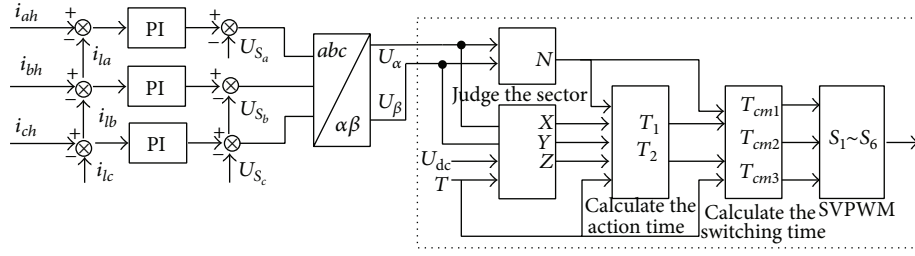 i_ah + − PI + − U_Sa
i_la
i_bh + − PI + − U_Sb
i_lb
i_ch + − PI + − U_Sc
i_lc
abc
αβ
U_α
U_β
N
Judge the sector
X
Y
Z
U_dc
T
T_1
T_2
Calculate the
action time
T_cm1
T_cm2
T_cm3
Calculate the
switching time
S_1~S_6
SVPWM